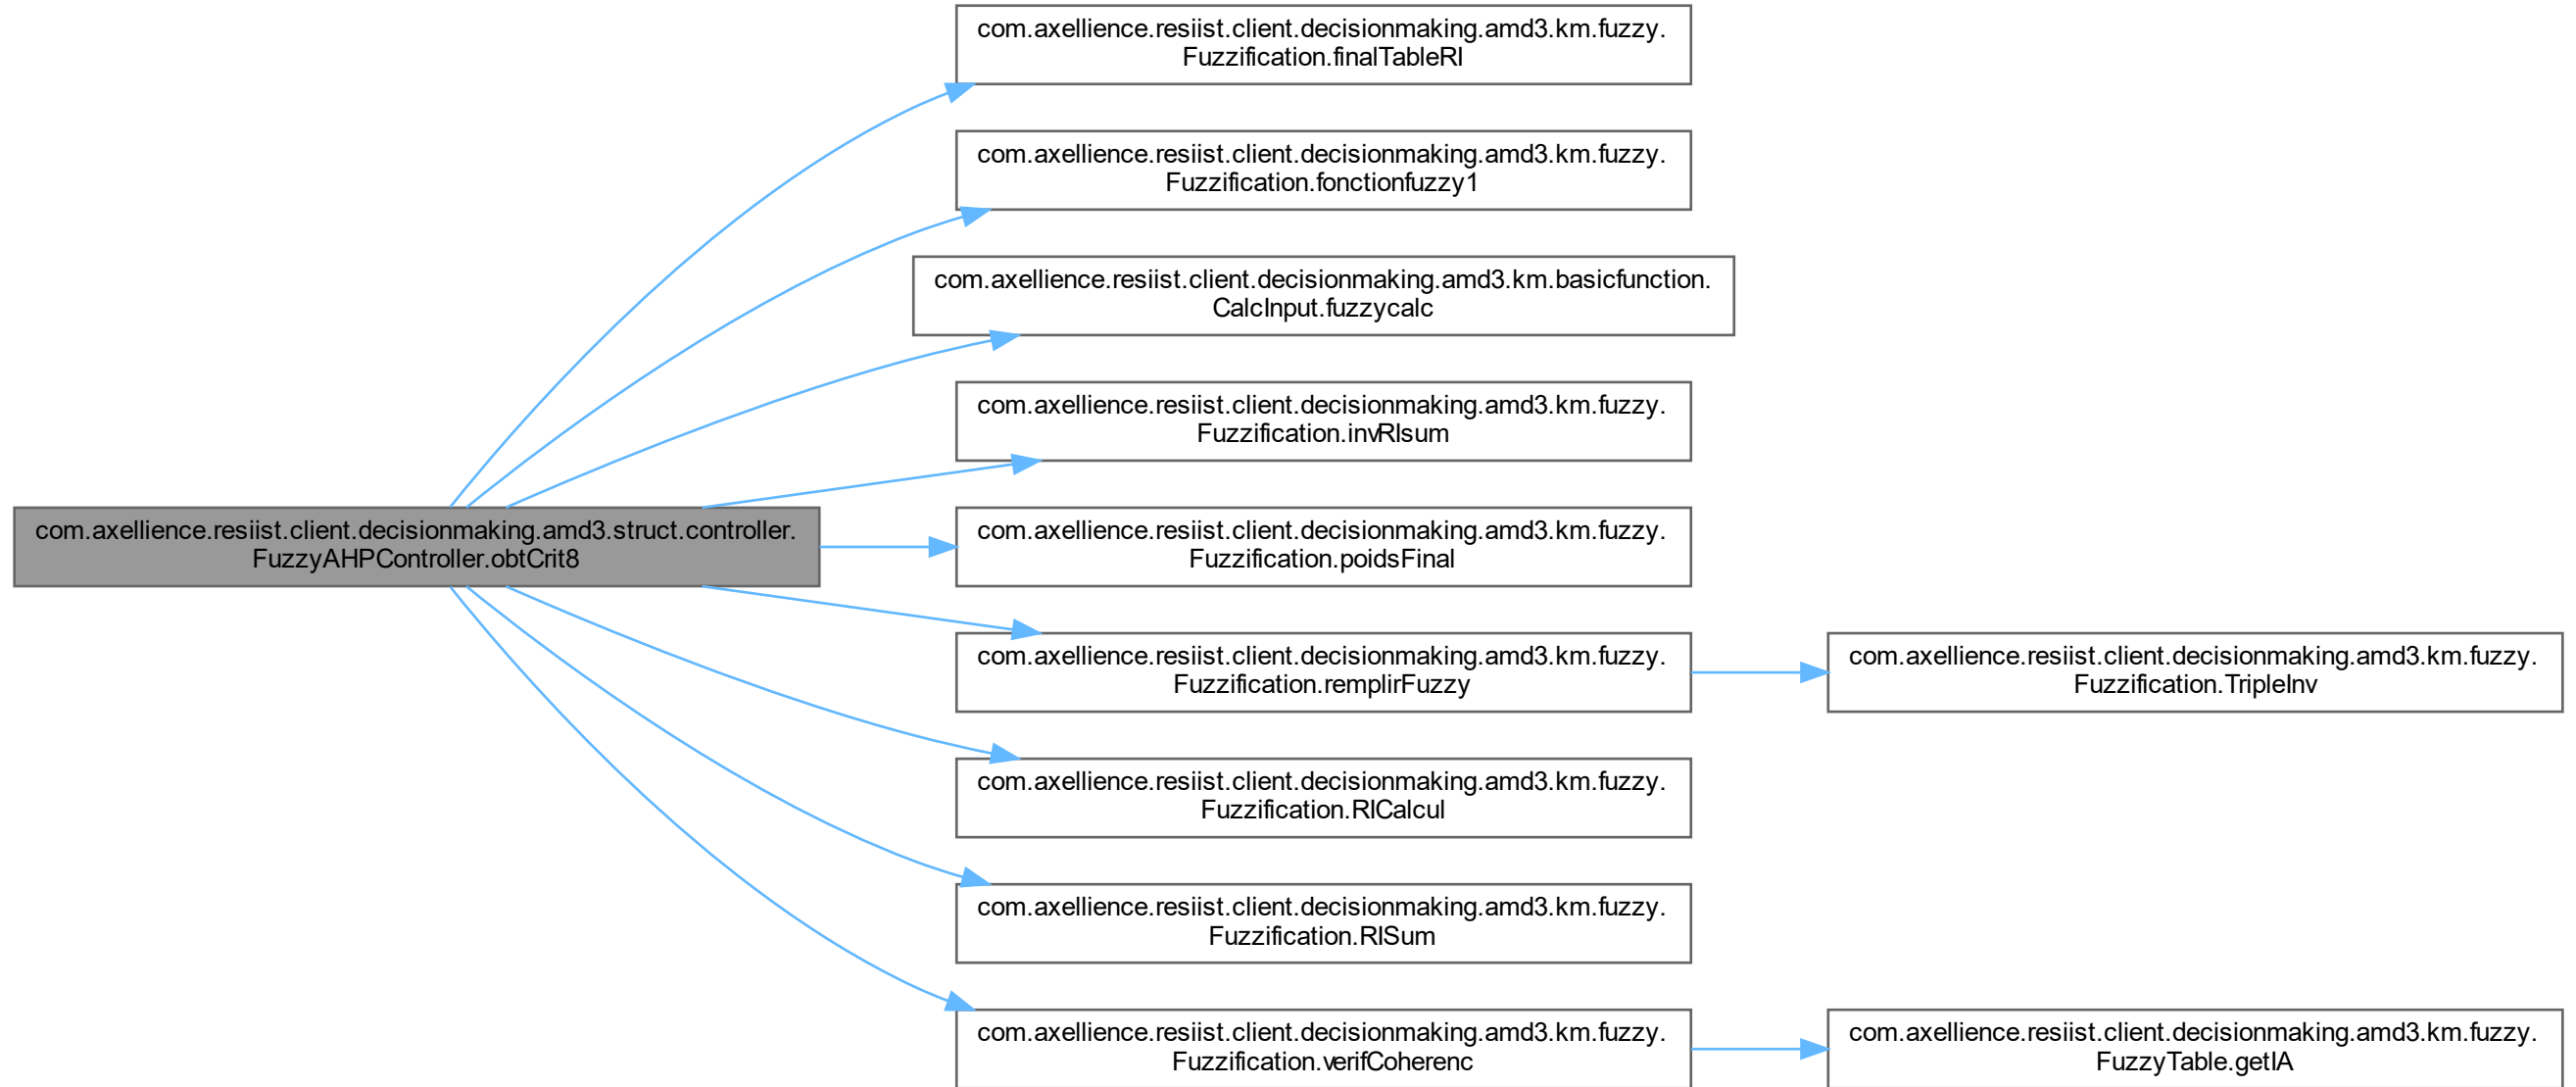 com.axellience.resiist.client.decisionmaking.amd3.km.fuzzy.
Fuzzification.finalTableRI
com.axellience.resiist.client.decisionmaking.amd3.km.fuzzy.
Fuzzification.fonctionfuzzy1
com.axellience.resiist.client.decisionmaking.amd3.km.basicfunction.
CalcInput.fuzzycalc
com.axellience.resiist.client.decisionmaking.amd3.km.fuzzy.
Fuzzification.invRIsum
com.axellience.resiist.client.decisionmaking.amd3.struct.controller.
FuzzyAHPController.obtCrit8
com.axellience.resiist.client.decisionmaking.amd3.km.fuzzy.
Fuzzification.poidsFinal
com.axellience.resiist.client.decisionmaking.amd3.km.fuzzy.
Fuzzification.remplirFuzzy
com.axellience.resiist.client.decisionmaking.amd3.km.fuzzy.
Fuzzification.TripleInv
com.axellience.resiist.client.decisionmaking.amd3.km.fuzzy.
Fuzzification.RICalcul
com.axellience.resiist.client.decisionmaking.amd3.km.fuzzy.
Fuzzification.RISum
com.axellience.resiist.client.decisionmaking.amd3.km.fuzzy.
Fuzzification.verifCoherenc
com.axellience.resiist.client.decisionmaking.amd3.km.fuzzy.
FuzzyTable.getIA